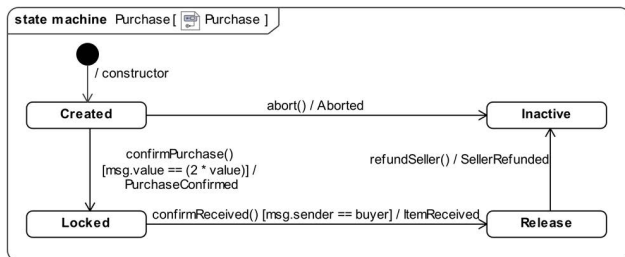 state machine Purchase [ Purchase ]
/ constructor
Created
abort() / Aborted
Inactive
confirmPurchase()
[msg.value == (2 * value)] /
PurchaseConfirmed
refundSeller() / SellerRefunded
Locked
confirmReceived() [msg.sender == buyer] / ItemReceived
Release